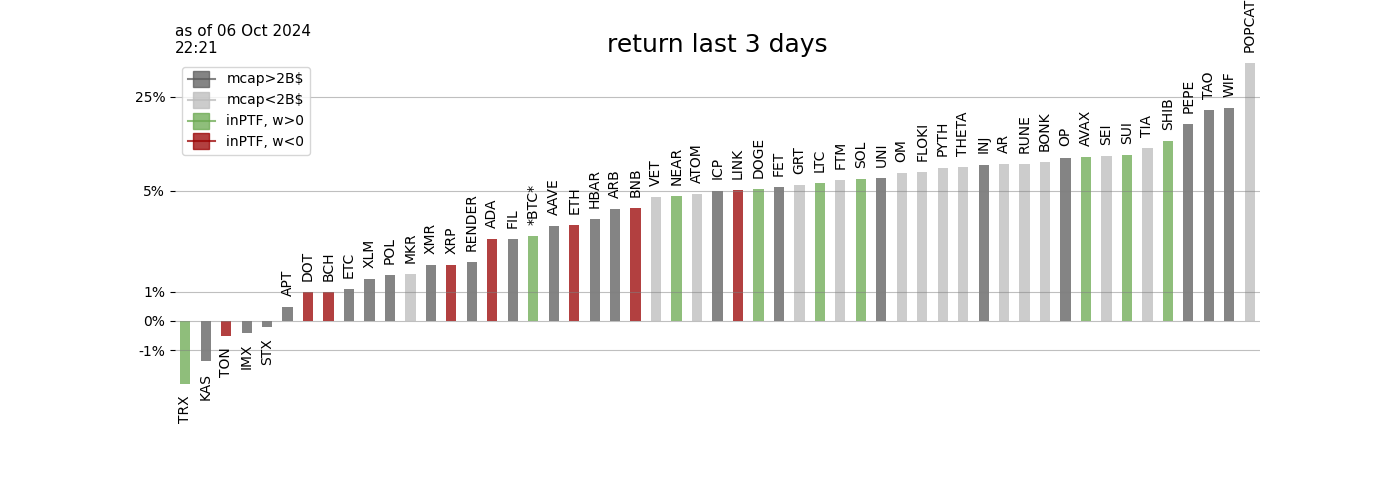 as of 06 Oct 2024
22:21
return last 3 days
mcap>2B$
mcap<2B$
inPTF, w>0
inPTF, w<0
25%
5%
1%
0%
-1%
TRX
KAS
TON
IMX
STX
APT
DOT
BCH
ETC
XLM
POL
MKR
XMR
XRP
RENDER
ADA
FIL
*BTC*
AAVE
ETH
HBAR
ARB
BNB
VET
NEAR
ATOM
ICP
LINK
DOGE
FET
GRT
LTC
FTM
SOL
UNI
OM
FLOKI
PYTH
THETA
INJ
AR
RUNE
BONK
OP
AVAX
SEI
SUI
TIA
SHIB
PEPE
TAO
WIF
POPCAT